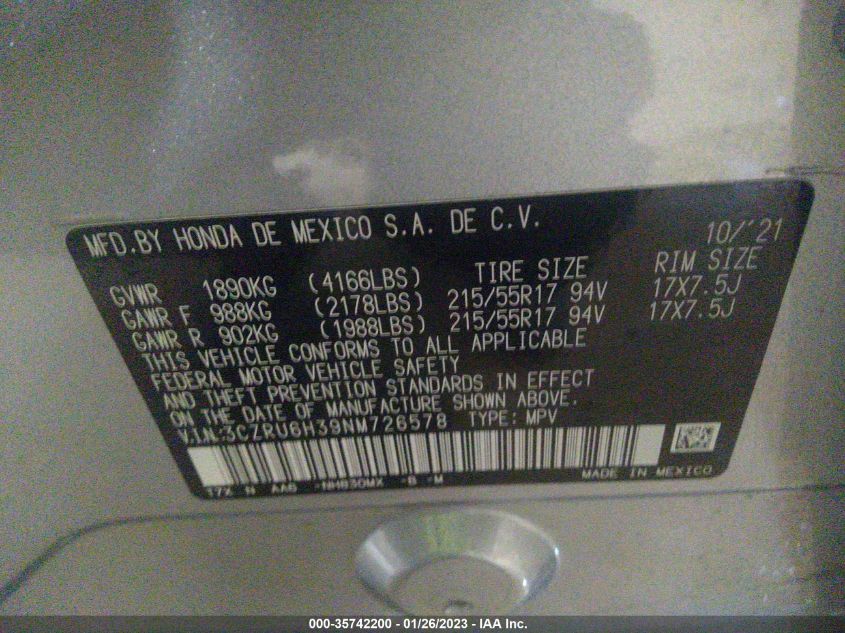 MFD.BY HONDA DE MEXICO S.A. DE C.V. 10/'21
TIRE SIZE RIM SIZE
GVWR 1890KG (4166LBS)
GAWR F 988KG (2178LBS) 215/55R17 94V 17X7.5J
GAWR R 902KG (1988LBS) 215/55R17 94V 17X7.5J
THIS VEHICLE CONFORMS TO ALL APPLICABLE
FEDERAL MOTOR VEHICLE SAFETY
AND THEFT PREVENTION STANDARDS IN EFFECT
ON THE DATE OF MANUFACTURE SHOWN ABOVE.
V.I.N.:3CZRU6H39NM726578 TYPE: MPV
MADE IN MEXICO
-B -M
000-35742200 - 01/26/2023 - IAA Inc.